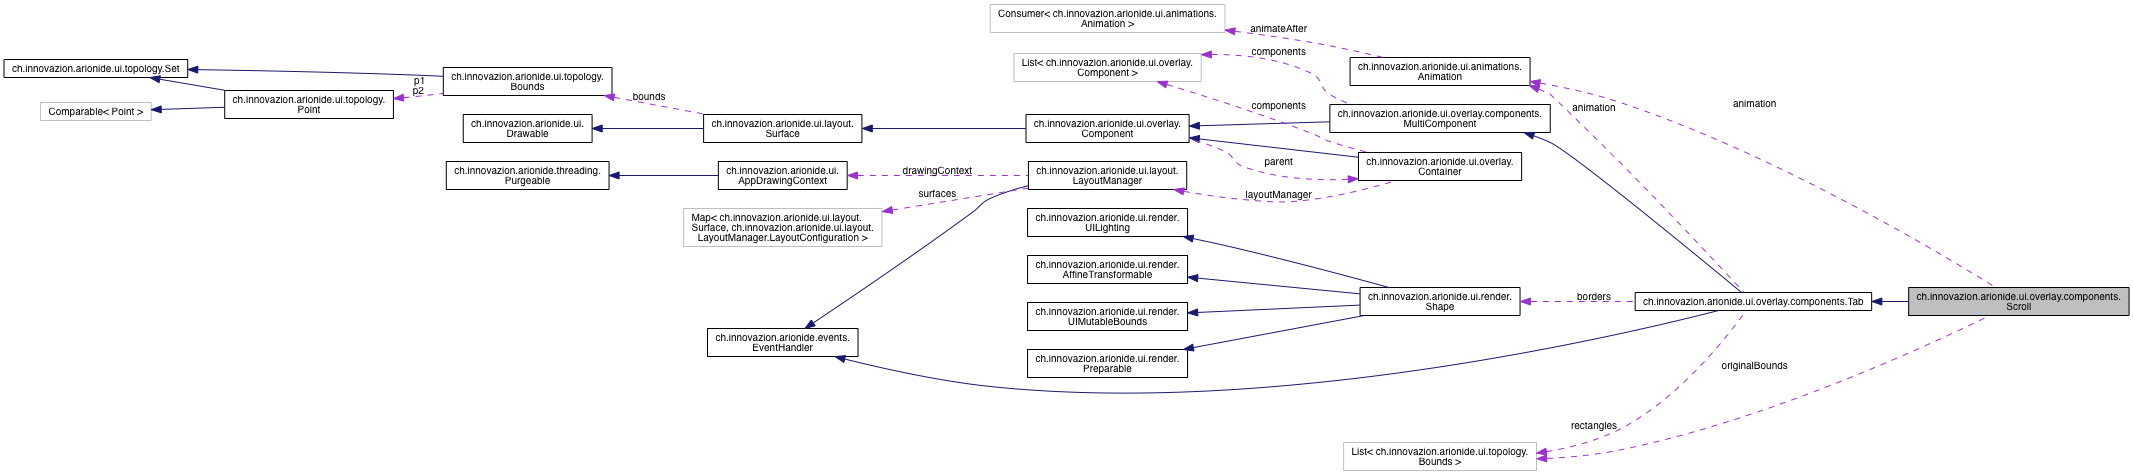 Consumer< ch.innovazion.arionide.ui.animations.
Animation >
animateAfter
components
List< ch.innovazion.arionide.ui.overlay.
Component >
ch.innovazion.arionide.ui.animations.
Animation
ch.innovazion.arionide.ui.topology.Set
p1
p2
ch.innovazion.arionide.ui.topology.
Bounds
ch.innovazion.arionide.ui.topology.
Point
Comparable< Point >
bounds
components
animation
animation
ch.innovazion.arionide.ui.
Drawable
ch.innovazion.arionide.ui.layout.
Surface
ch.innovazion.arionide.ui.overlay.
Component
ch.innovazion.arionide.ui.overlay.components.
MultiComponent
parent
ch.innovazion.arionide.ui.overlay.
Container
ch.innovazion.arionide.threading.
Purgeable
ch.innovazion.arionide.ui.
AppDrawingContext
drawingContext
ch.innovazion.arionide.ui.layout.
LayoutManager
surfaces
layoutManager
Map< ch.innovazion.arionide.ui.layout.
Surface, ch.innovazion.arionide.ui.layout.
LayoutManager.LayoutConfiguration >
ch.innovazion.arionide.ui.render.
UILighting
ch.innovazion.arionide.ui.render.
AffineTransformable
ch.innovazion.arionide.ui.render.
UIMutableBounds
ch.innovazion.arionide.ui.render.
Preparable
ch.innovazion.arionide.ui.render.
Shape
borders
ch.innovazion.arionide.ui.overlay.components.Tab
ch.innovazion.arionide.ui.overlay.components.
Scroll
ch.innovazion.arionide.events.
EventHandler
originalBounds
rectangles
List< ch.innovazion.arionide.ui.topology.
Bounds >